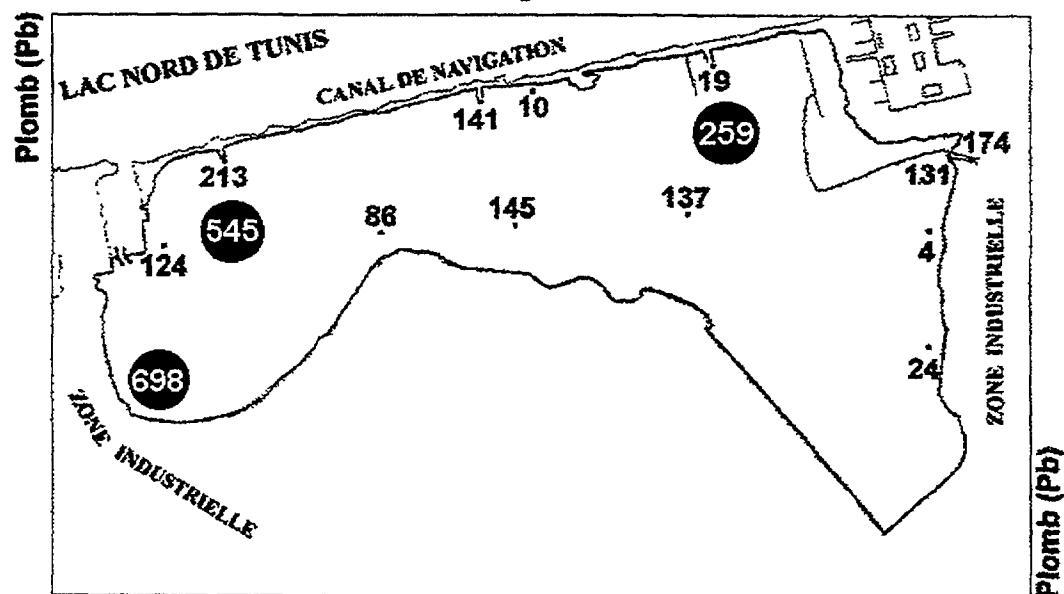 Plomb (Pb)
LAC NORD DE TUNIS
CANAL DE NAVIGATION
19
10
141
259
174
131
213
137
145
86
545
4
124
24
698
ZONE INDUSTRIELLE
ZONE INDUSTRIELLE
Plomb (Pb)